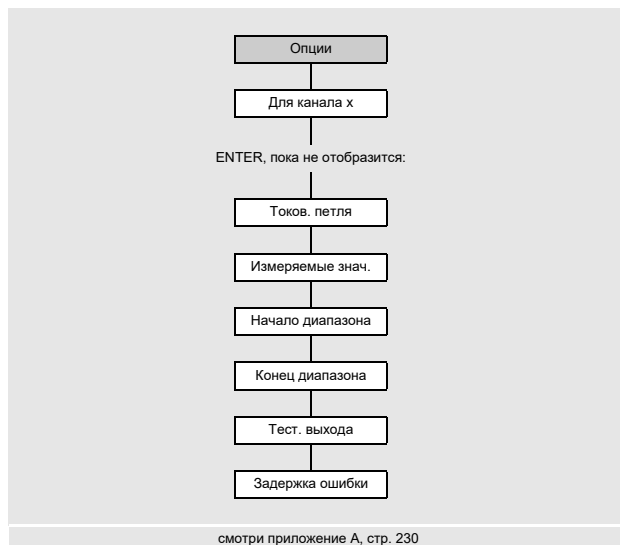 Опции
Для канала x
ENTER, пока не отобразится:
Токов. петля
Измеряемые знач.
Начало диапазона
Конец диапазона
Тест. выхода
Задержка ошибки
смотри приложение А, стр. 230